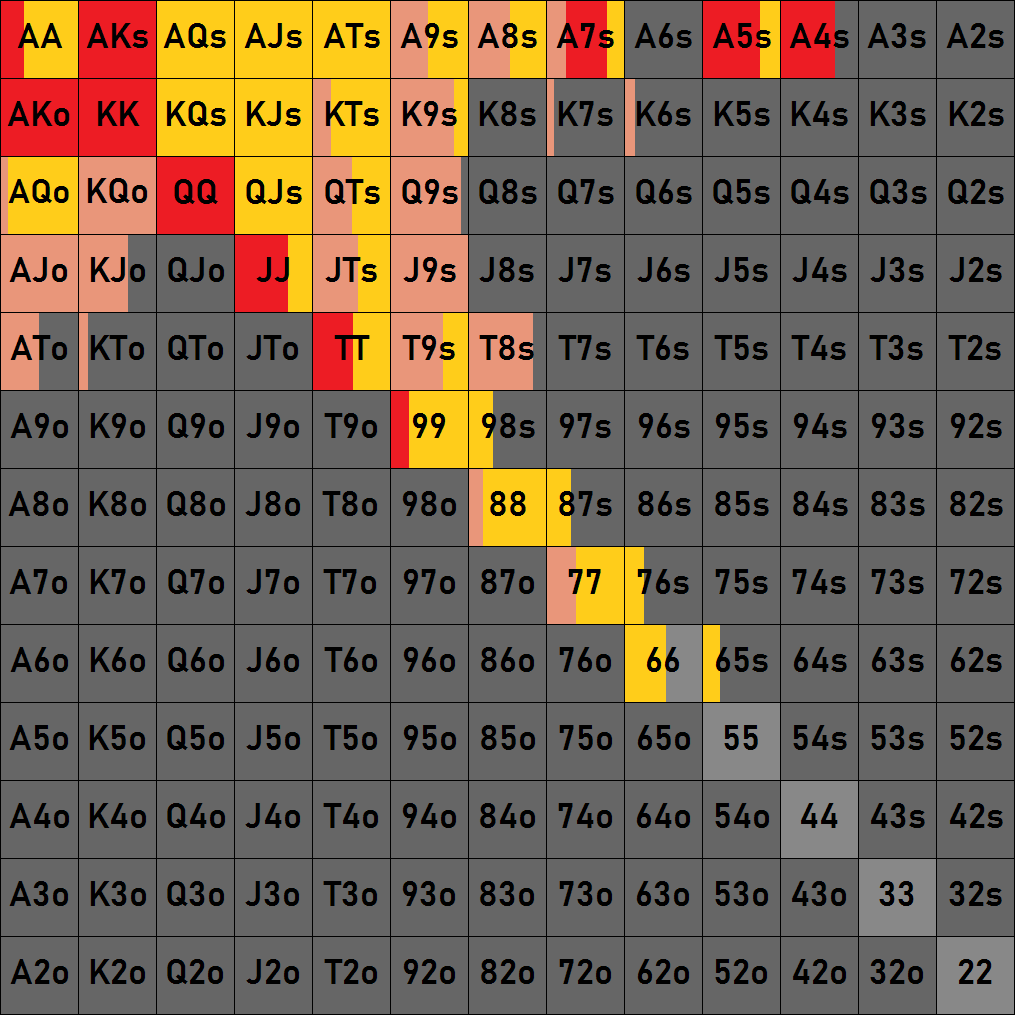 AA AKs AQs AJs ATs A9s A8s A7s A6s A5s A4s A3s A2s
AKo KK KQs KJs KTs K9s K8s K7s K6s K5s K4s K3s K2s
AQo KQo QQ QJs QTs Q9s Q8s Q7s Q6s Q5s Q4s Q3s Q2s
AJo KJo QJo JJ JTs J9s J8s J7s J6s J5s J4s J3s J2s
ATo KTo QTo JTo TT T9s T8s T7s T6s T5s T4s T3s T2s
A9o K9o Q9o J9o T9o 99 98s 97s 96s 95s 94s 93s 92s
A8o K8o Q8o J8o T8o 98o 88 87s 86s 85s 84s 83s 82s
A7o K7o Q7o J7o T7o 97o 87o 77 76s 75s 74s 73s 72s
A6o K6o Q6o J6o T6o 96o 86o 76o 66 65s 64s 63s 62s
A5o K5o Q5o J5o T5o 95o 85o 75o 65o 55 54s 53s 52s
A4o K4o Q4o J4o T4o 94o 84o 74o 64o 54o 44 43s 42s
A3o K3o Q3o J3o T3o 93o 83o 73o 63o 53o 43o 33 32s
A2o K2o Q2o J2o T2o 92o 82o 72o 62o 52o 42o 32o 22